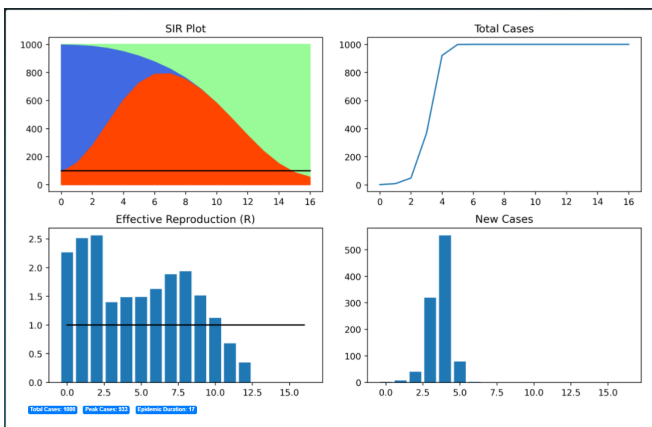 SIR Plot
1000
800
600
400
200
0
0 2 4 6 8 10 12 14 16
Total Cases
1000
800
600
400
200
0
0 2 4 6 8 10 12 14 16
Effective Reproduction (R)
2.5
2.0
1.5
1.0
0.5
0.0
0.0 2.5 5.0 7.5 10.0 12.5 15.0
New Cases
500
400
300
200
100
0
0.0 2.5 5.0 7.5 10.0 12.5 15.0
Total Cases: 1000 Peak Cases: 933 Epidemic Duration: 17